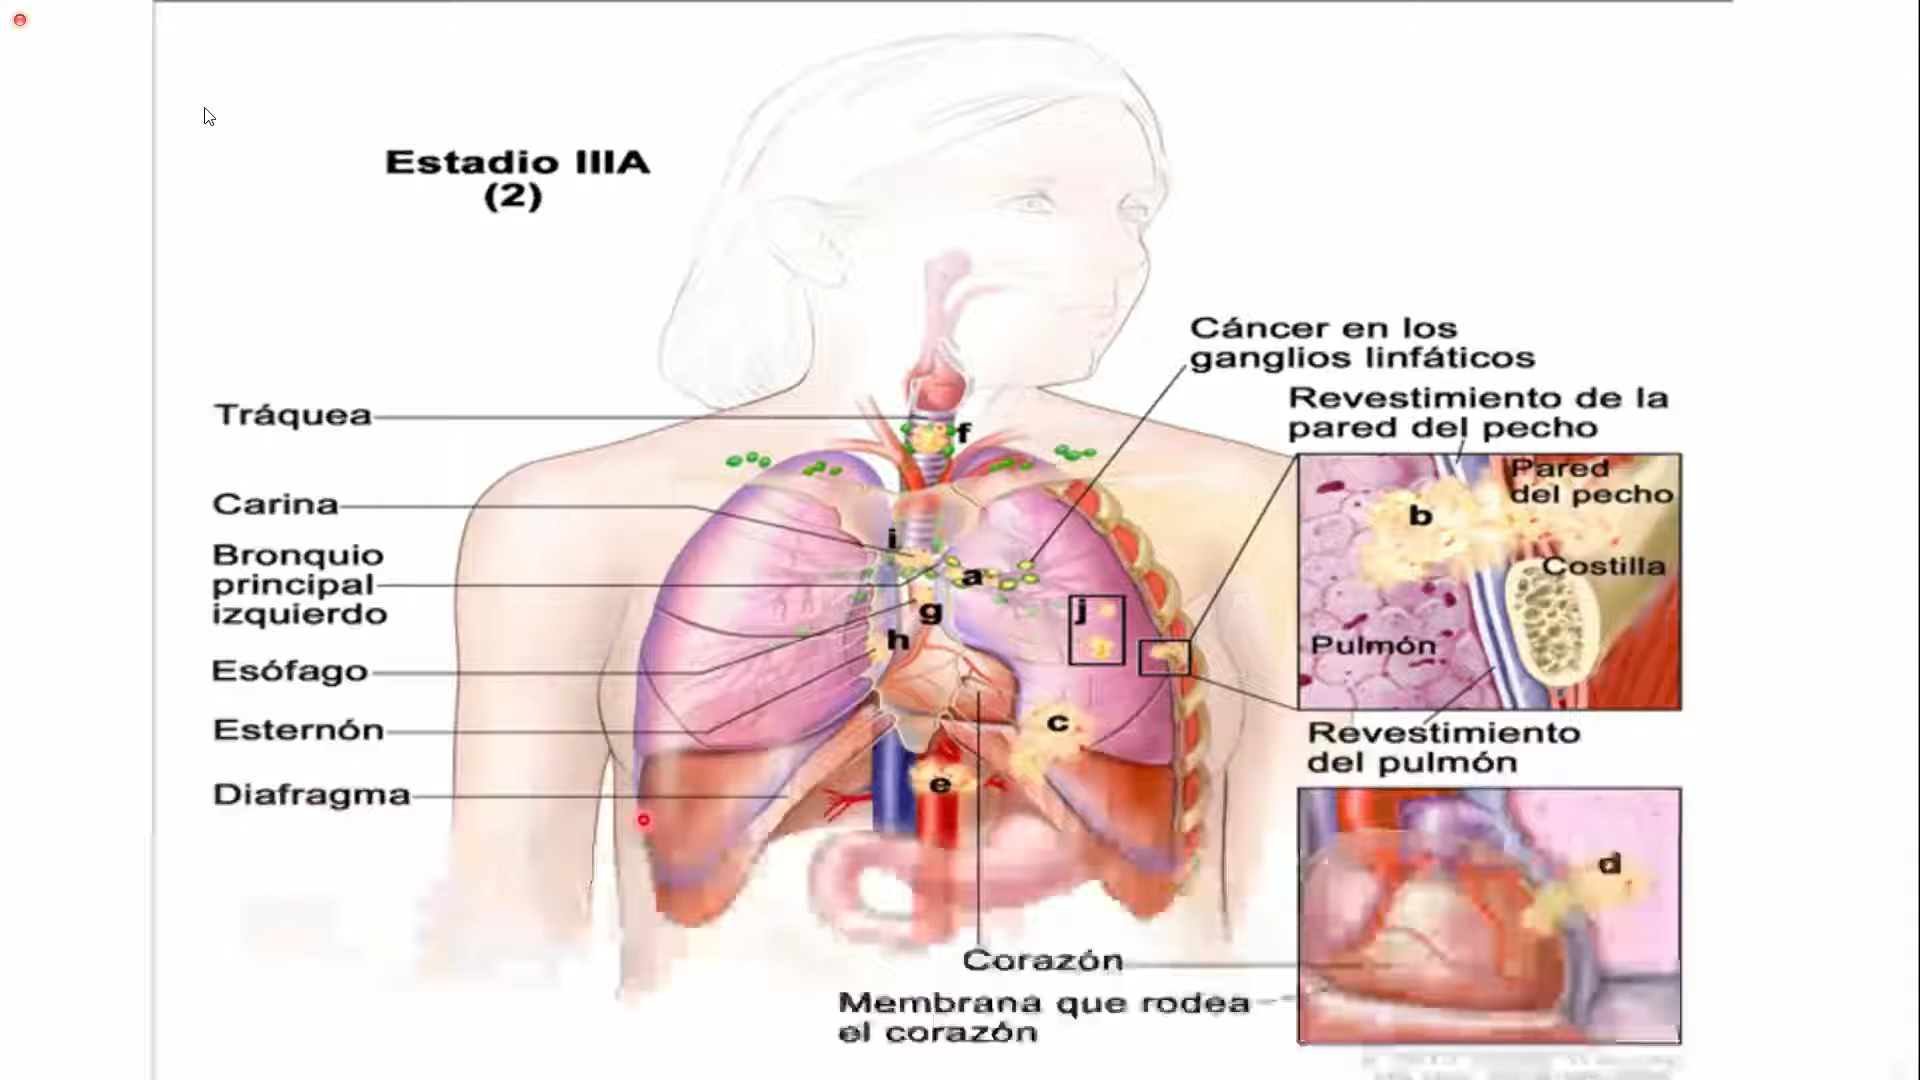 Estadio IIIA
(2)
Cáncer en los
ganglios linfáticos
Revestimiento de la
pared del pecho
Tráquea
f
Pared
del pecho
Carina
b
i
Bronquio
principal
izquierdo
Costilla
a
g
j
h
Pulmón
Esófago
Esternón
c
Revestimiento
del pulmón
Diafragma
e
d
Corazón
Membrana que rodea
el corazón